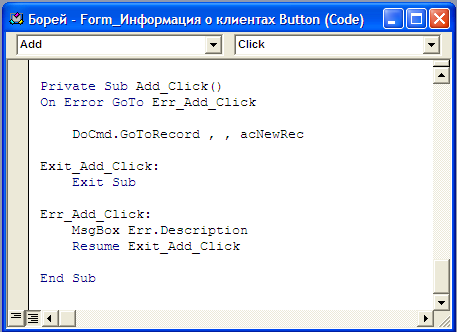 Борей - Form_Информация о клиентах Button (Code)
Add Click
Private Sub Add_Click()
On Error GoTo Err_Add_Click
DoCmd.GoToRecord , , acNewRec
Exit_Add_Click:
Exit Sub
Err_Add_Click:
MsgBox Err.Description
Resume Exit_Add_Click
End Sub